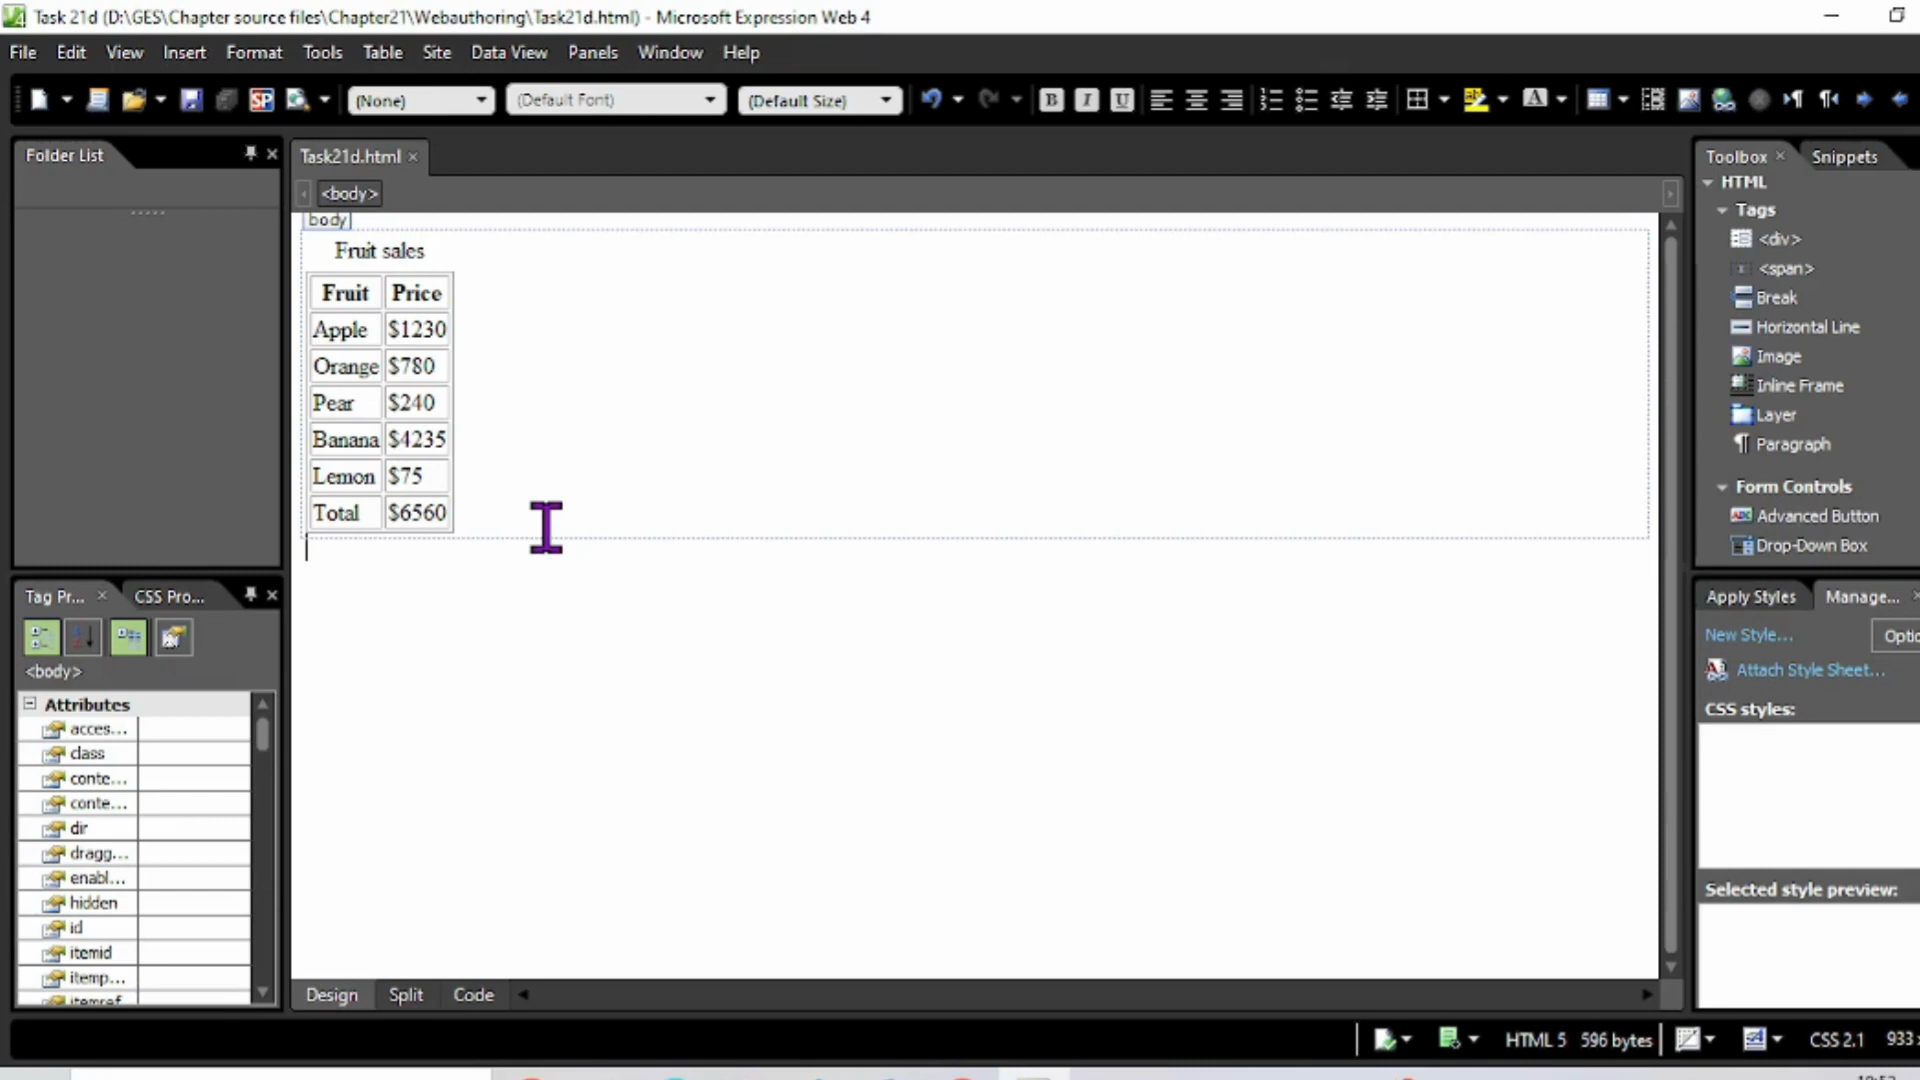 Task 21d (D:\GES\Chapter source files\Chapter21\Webauthoring\Task21d.html) - Microsoft Expression Web 4
File Edit View Insert Format Tools Table Site Data View Panels Window Help
(None) (Default Font) (Default Size) B I U A
Folder List
Task21d.html
<body>
body
Fruit sales
Fruit Price
Apple $1230
Orange $780
Pear $240
Banana $4235
Lemon $75
Total $6560
Toolbox Snippets
HTML
Tags
<div>
<span>
Break
Horizontal Line
Image
Inline Frame
Layer
Paragraph
Form Controls
Advanced Button
Drop-Down Box
Tag Pr... CSS Pro...
<body>
Attributes
acces...
class
conte...
conte...
dir
dragg...
enabl...
hidden
id
itemid
itemp...
itemref
Apply Styles Manage...
New Style... Optio
Attach Style Sheet...
CSS styles:
Selected style preview:
Design Split Code
HTML 5 596 bytes CSS 2.1 933